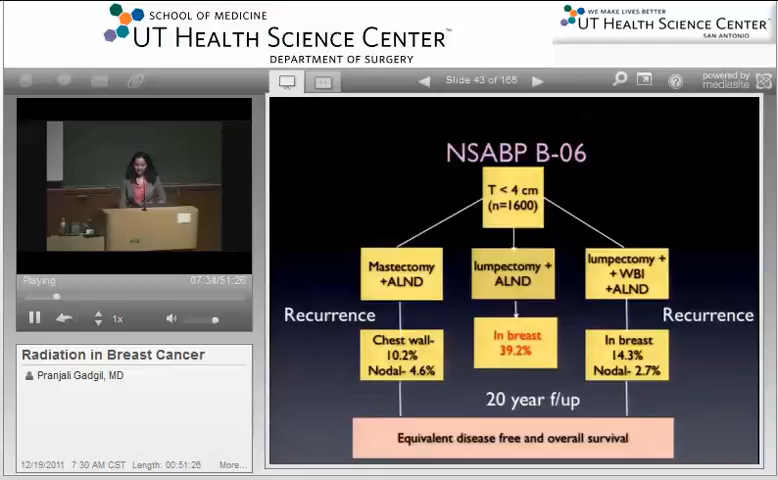 SCHOOL OF MEDICINE
UT HEALTH SCIENCE CENTER™
DEPARTMENT OF SURGERY
WE MAKE LIVES BETTER
UT HEALTH SCIENCE CENTER
SAN ANTONIO
Slide 43 of 165
powered by
mediasite
Playing
07:34/51:26
1x
Radiation in Breast Cancer
Pranjali Gadgil, MD
12/19/2011 7:30 AM CST Length: 00:51:26 More...
NSABP B-06
T < 4 cm
(n=1600)
Mastectomy
+ALND
lumpectomy +
ALND
lumpectomy +
+ WBI
+ALND
Recurrence
Recurrence
Chest wall-
10.2%
Nodal- 4.6%
In breast
39.2%
In breast
14.3%
Nodal- 2.7%
20 year f/up
Equivalent disease free and overall survival